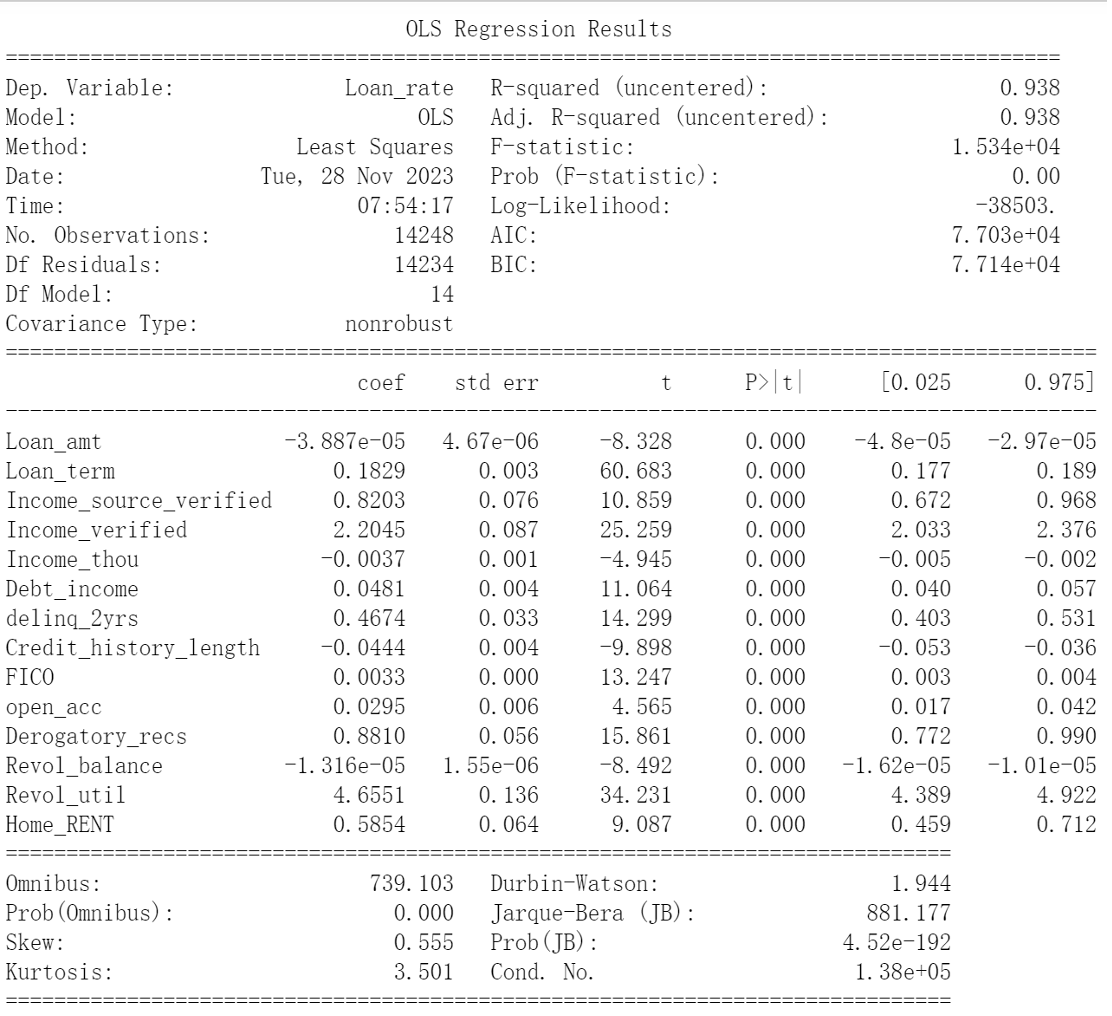 OLS Regression Results
==============================================================================
Dep. Variable: Loan_rate R-squared (uncentered): 0.938
Model: OLS Adj. R-squared (uncentered): 0.938
Method: Least Squares F-statistic: 1.534e+04
Date: Tue, 28 Nov 2023 Prob (F-statistic): 0.00
Time: 07:54:17 Log-Likelihood: -38503.
No. Observations: 14248 AIC: 7.703e+04
Df Residuals: 14234 BIC: 7.714e+04
Df Model: 14
Covariance Type: nonrobust
==============================================================================
coef std err t P>|t| [0.025 0.975]
------------------------------------------------------------------------------
Loan_amt -3.887e-05 4.67e-06 -8.328 0.000 -4.8e-05 -2.97e-05
Loan_term 0.1829 0.003 60.683 0.000 0.177 0.189
Income_source_verified 0.8203 0.076 10.859 0.000 0.672 0.968
Income_verified 2.2045 0.087 25.259 0.000 2.033 2.376
Income_thou -0.0037 0.001 -4.945 0.000 -0.005 -0.002
Debt_income 0.0481 0.004 11.064 0.000 0.040 0.057
delinq_2yrs 0.4674 0.033 14.299 0.000 0.403 0.531
Credit_history_length -0.0444 0.004 -9.898 0.000 -0.053 -0.036
FICO 0.0033 0.000 13.247 0.000 0.003 0.004
open_acc 0.0295 0.006 4.565 0.000 0.017 0.042
Derogatory_recs 0.8810 0.056 15.861 0.000 0.772 0.990
Revol_balance -1.316e-05 1.55e-06 -8.492 0.000 -1.62e-05 -1.01e-05
Revol_util 4.6551 0.136 34.231 0.000 4.389 4.922
Home_RENT 0.5854 0.064 9.087 0.000 0.459 0.712
==============================================================================
Omnibus: 739.103 Durbin-Watson: 1.944
Prob(Omnibus): 0.000 Jarque-Bera (JB): 881.177
Skew: 0.555 Prob(JB): 4.52e-192
Kurtosis: 3.501 Cond. No. 1.38e+05
==============================================================================